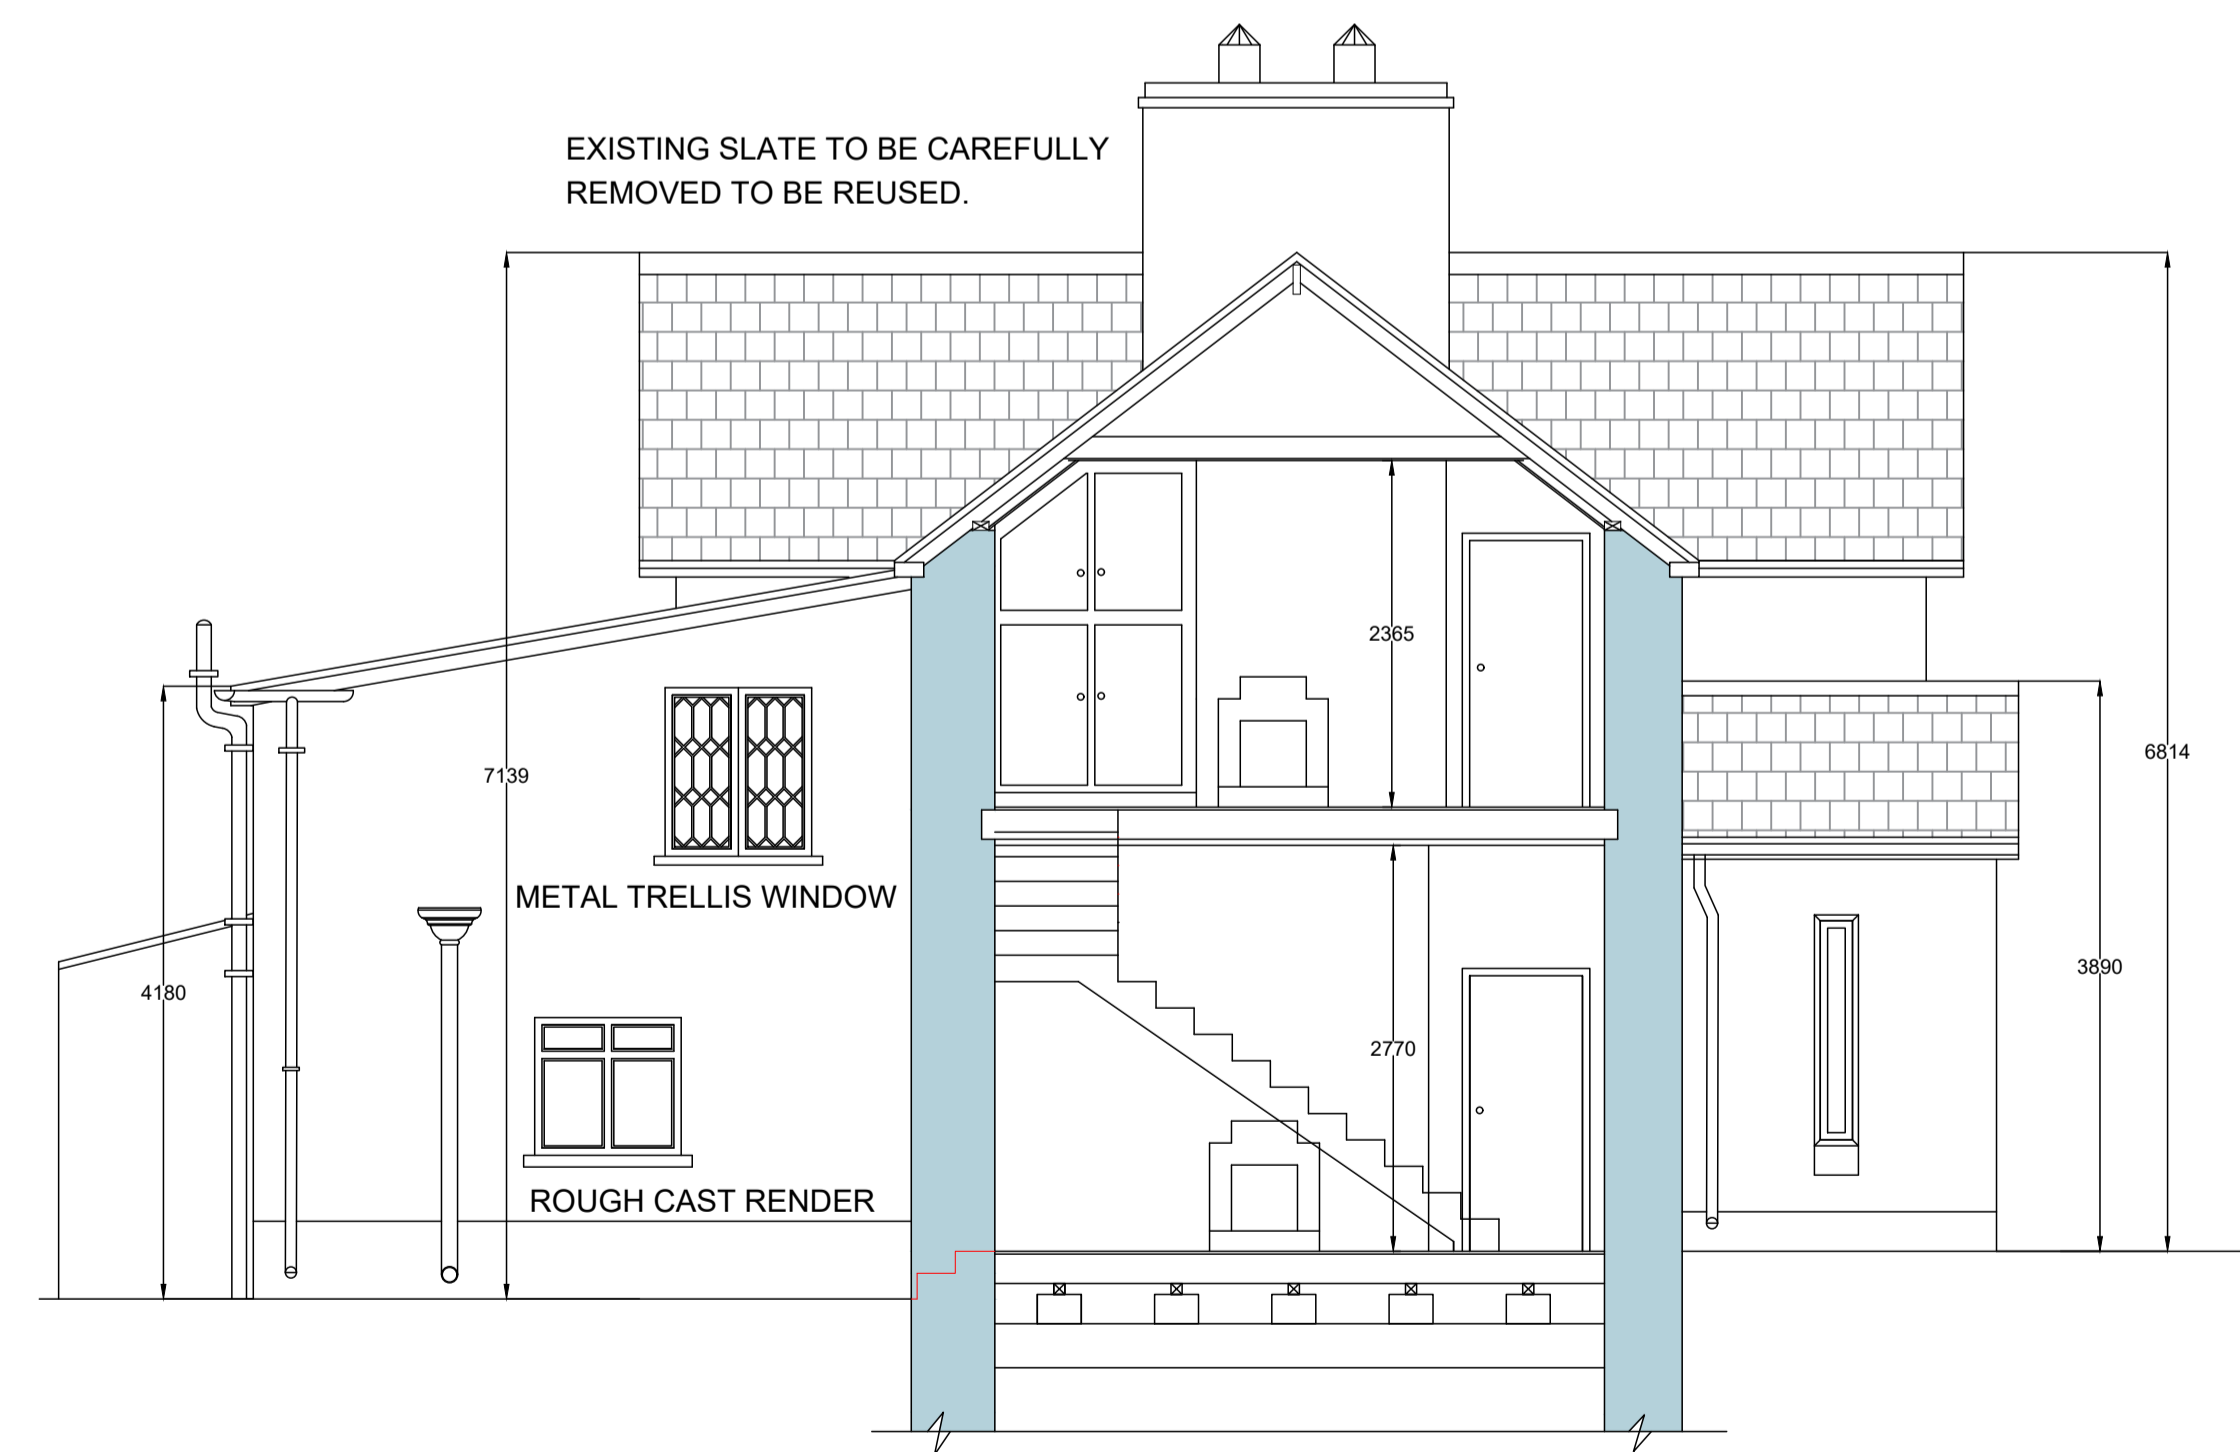 EXISTING SLATE TO BE CAREFULLY
REMOVED TO BE REUSED.
2365
7139
6814
METAL TRELLIS WINDOW
4180
3890
2770
ROUGH CAST RENDER